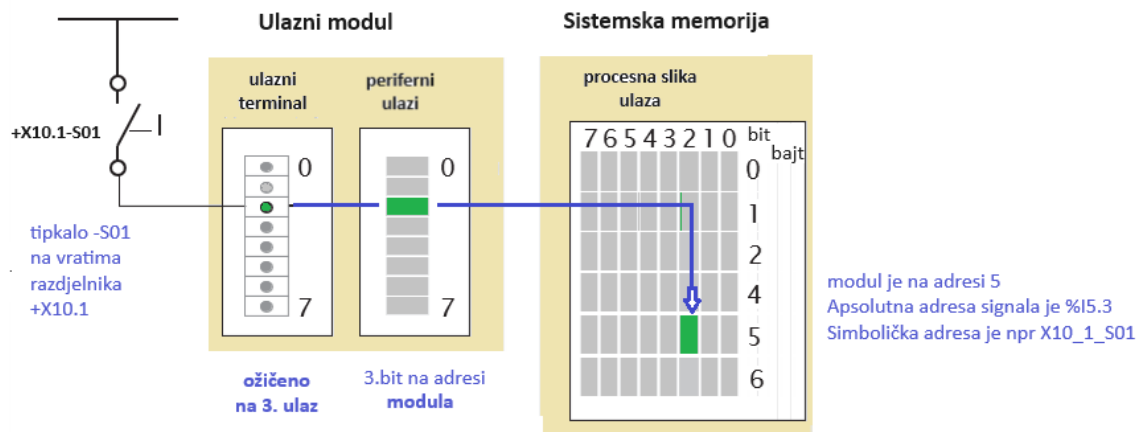 Ulazni modul
Sistemska memorija
ulazni
terminal
periferni
ulazi
procesna slika
ulaza
+X10.1-S01
0
7
0
7
7 6 5 4 3 2 1 0 bit
bajt
0
1
2
4
5
6
tipkalo -S01
na vratima
razdjelnika
+X10.1
ožičeno
na 3. ulaz
3.bit na adresi
modula
modul je na adresi 5
Apsolutna adresa signala je %I5.3
Simbolička adresa je npr X10_1_S01